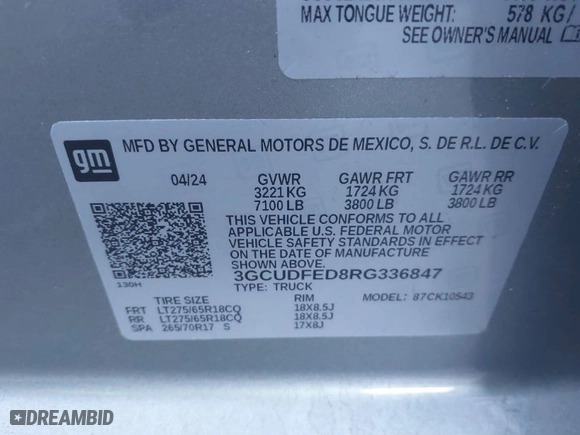 MAX TONGUE WEIGHT: 578 KG/
SEE OWNER'S MANUAL
gm
MFD BY GENERAL MOTORS DE MEXICO, S. DE R.L. DE C.V.
04/24 GVWR GAWR FRT GAWR RR
3221 KG 1724 KG 1724 KG
7100 LB 3800 LB 3800 LB
THIS VEHICLE CONFORMS TO ALL
APPLICABLE U.S. FEDERAL MOTOR
VEHICLE SAFETY STANDARDS IN EFFECT
ON THE DATE OF MANUFACTURE
SHOWN ABOVE.
3GCUDFED8RG336847
130H TYPE: TRUCK
TIRE SIZE RIM MODEL: 87CK10543
FRT LT275/65R18CQ 18X8.5J
RR LT275/65R18CQ 18X8.5J
SPA 265/70R17 S 17X8J
DREAMBID